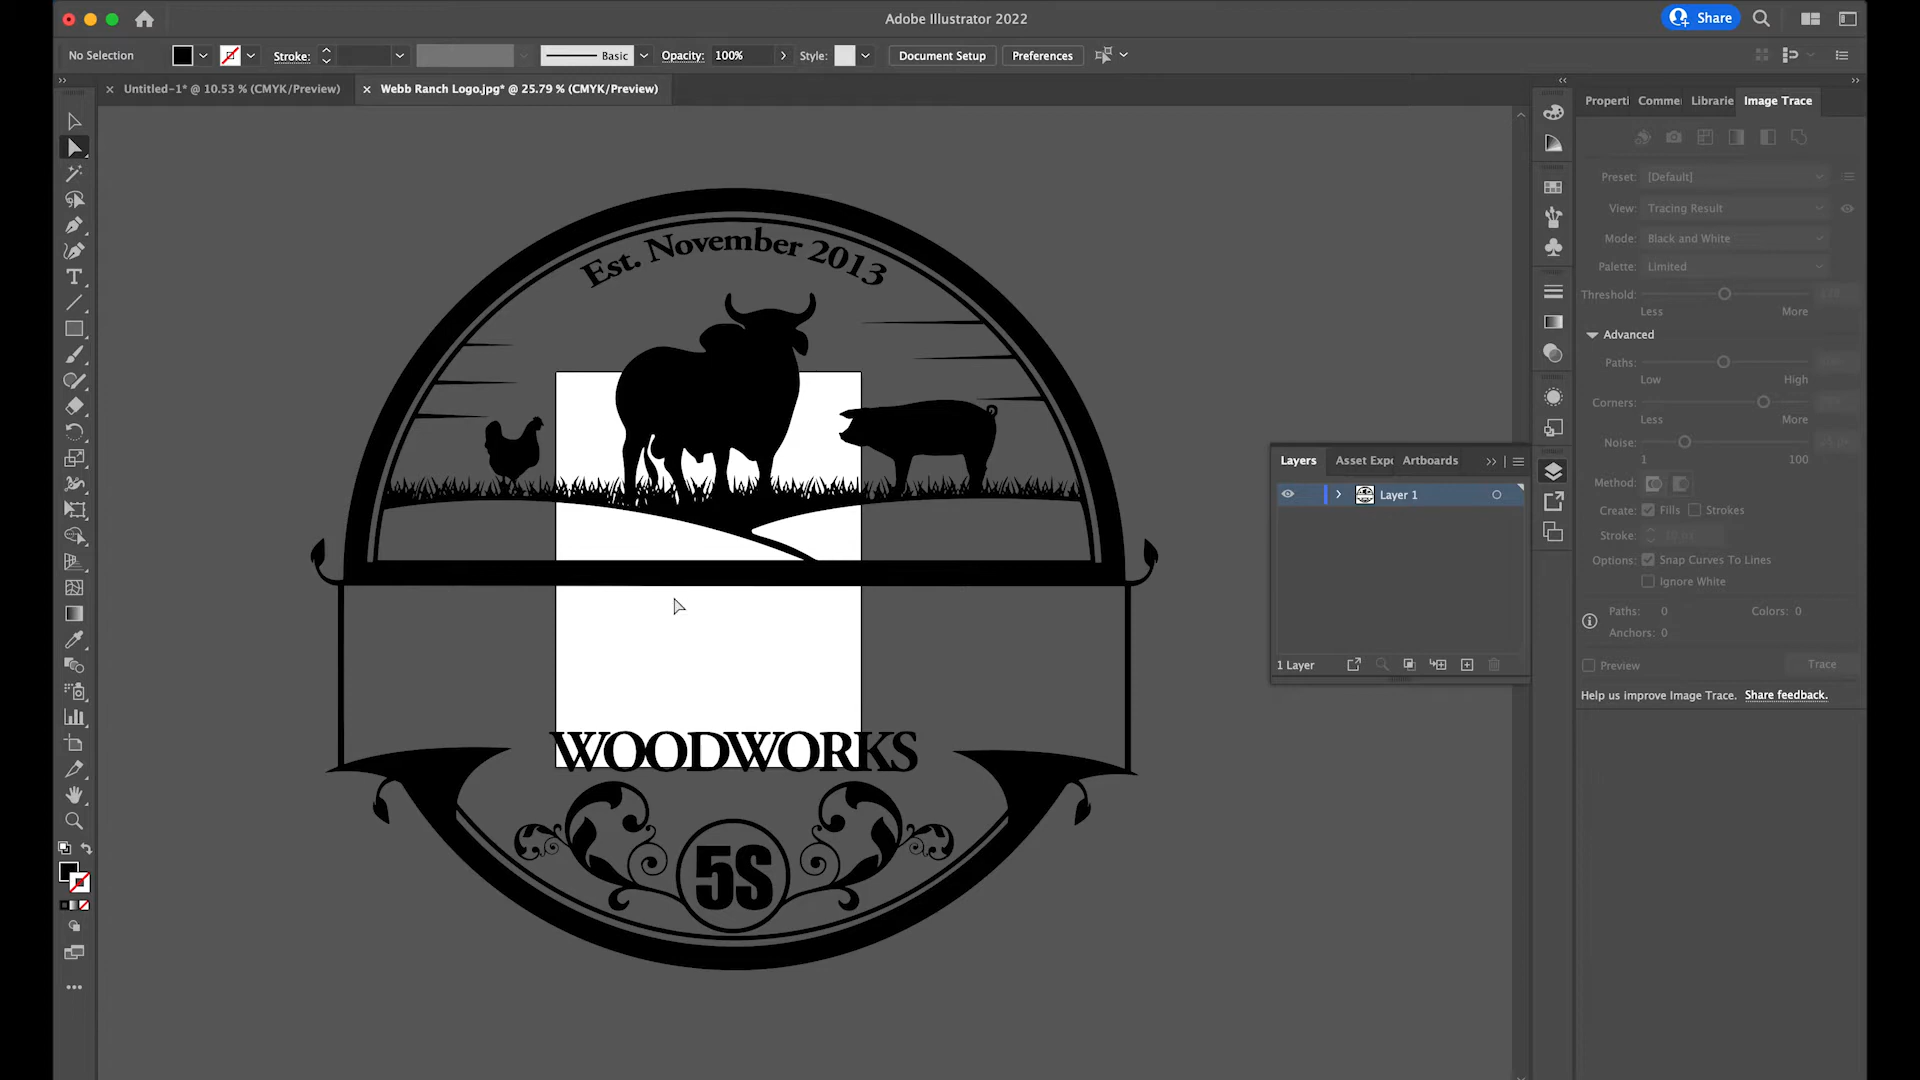 Adobe Illustrator 2022
Share
No Selection
Stroke:
Basic
Opacity: 100%
Style:
Document Setup
Preferences
Untitled-1* @ 10.53 % (CMYK/Preview)
Webb Ranch Logo.jpg* @ 25.79 % (CMYK/Preview)
Properti
Comme
Librarie
Image Trace
Preset: [Default]
View: Tracing Result
Mode: Black and White
Palette: Limited
Threshold:
Less More
Advanced
Paths:
Low High
Corners:
Less More
Noise:
1 100
Method:
Create: Fills Strokes
Stroke:
Options: Snap Curves To Lines
Ignore White
Paths: 0 Colors: 0
Anchors: 0
Preview
Trace
Help us improve Image Trace. Share feedback.
Layers
Asset Expo
Artboards
Layer 1
1 Layer
Est. November 2013
WOODWORKS
5S